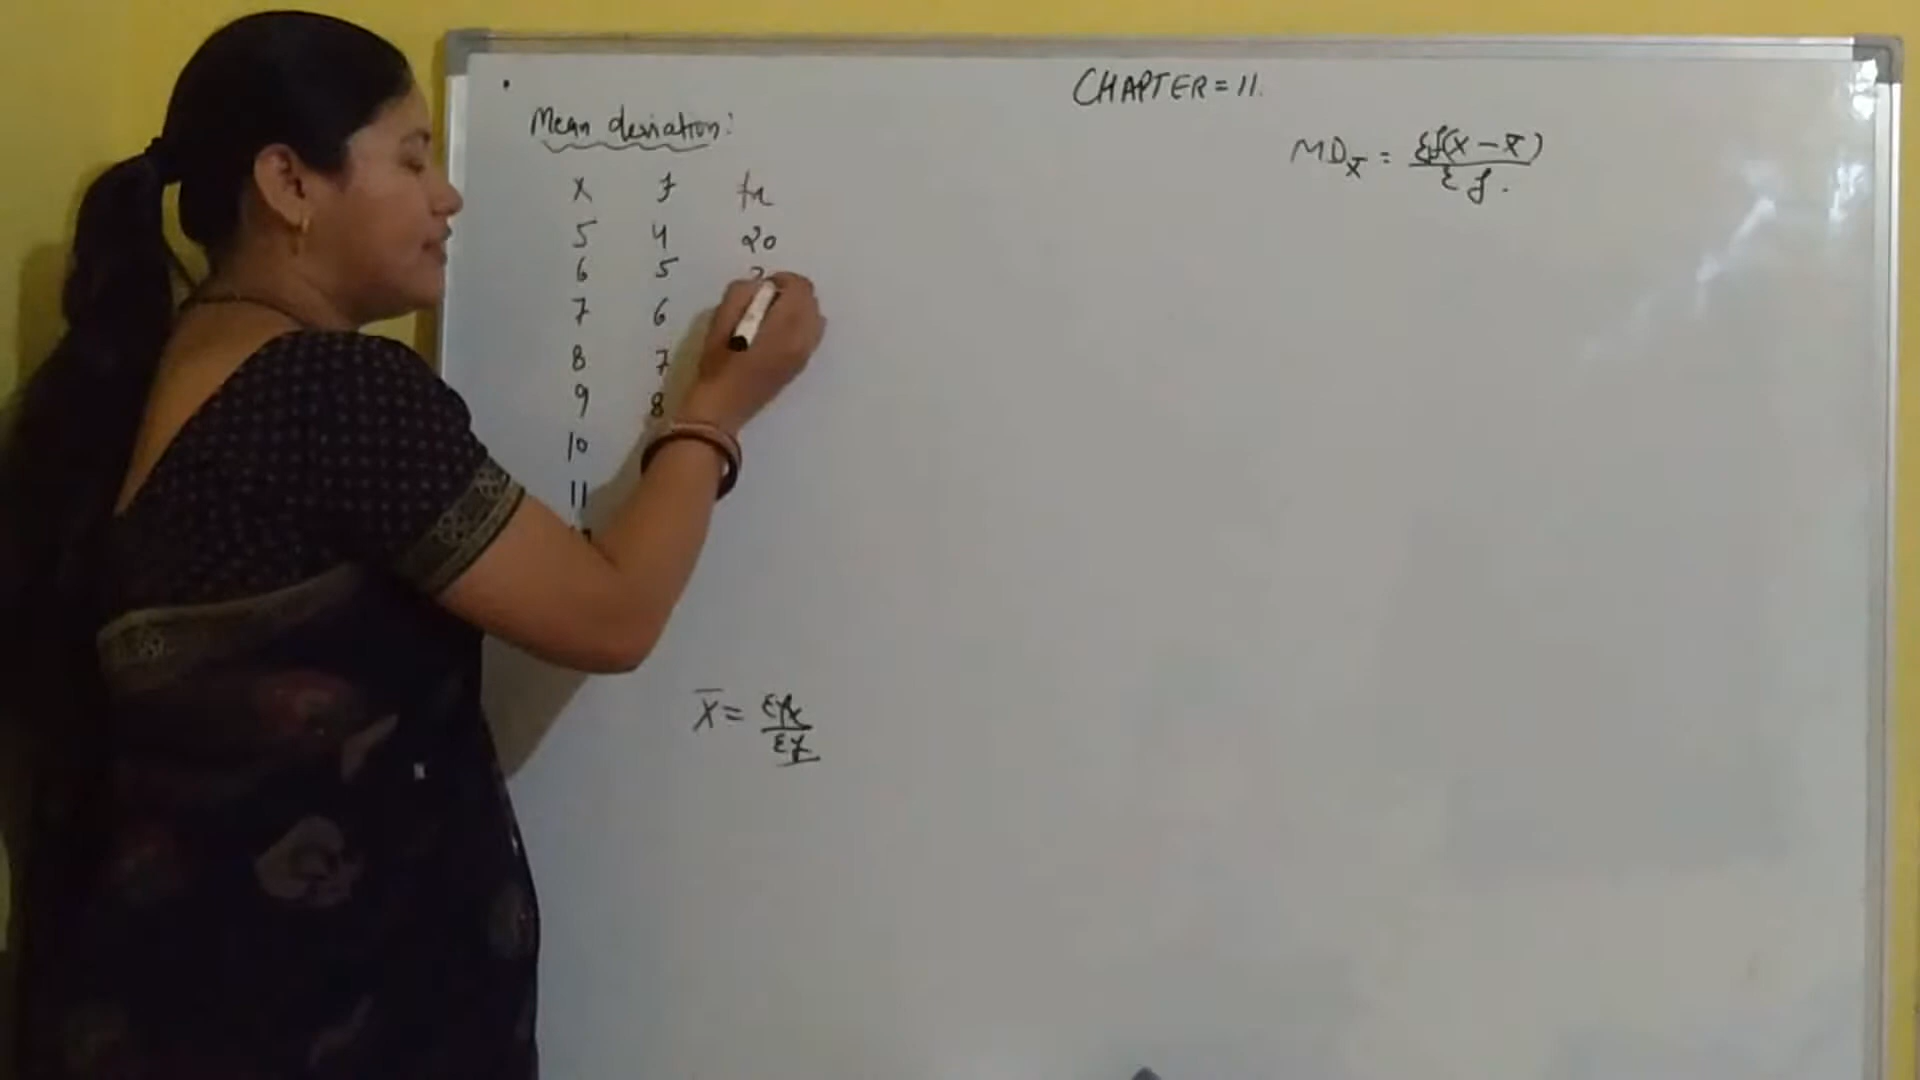 CHAPTER = 11.
Mean deviation:
MD x̄ = Σf(x - x̄)
Σf.
X f fx
5 4 20
6 5
7 6
8 7
9 8
10
11
X̄ = Σfx
Σf